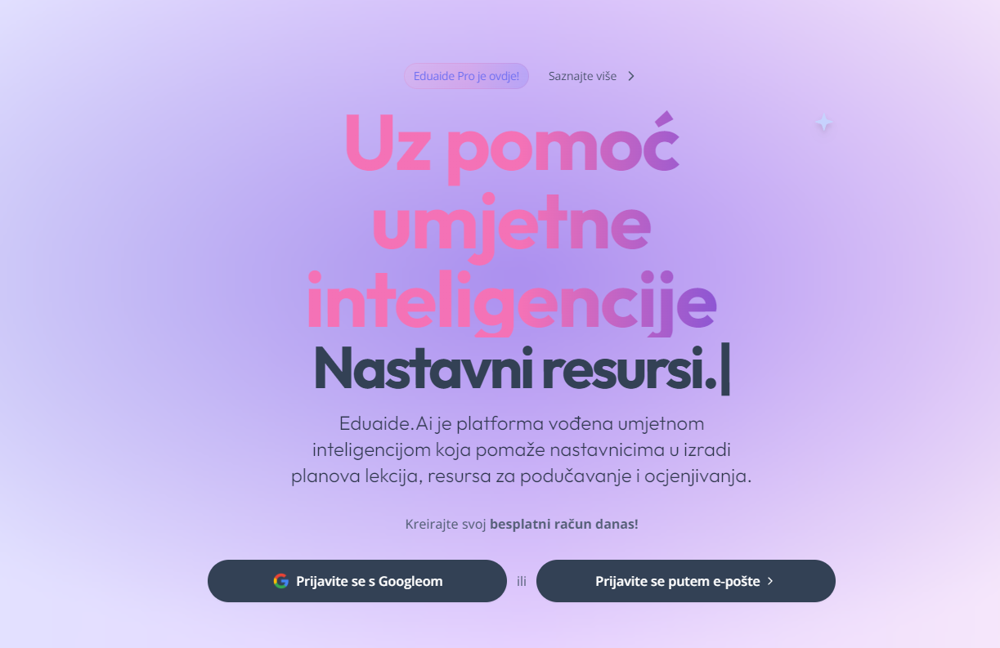 Eduaide Pro je ovdje! Saznajte više
Uz pomoć
umjetne
inteligencije
Nastavni resursi.|
Eduaide.Ai je platforma vođena umjetnom
inteligencijom koja pomaže nastavnicima u izradi
planova lekcija, resursa za podučavanje i ocjenjivanja.
Kreirajte svoj besplatni račun danas!
Prijavite se s Googleom ili Prijavite se putem e-pošte